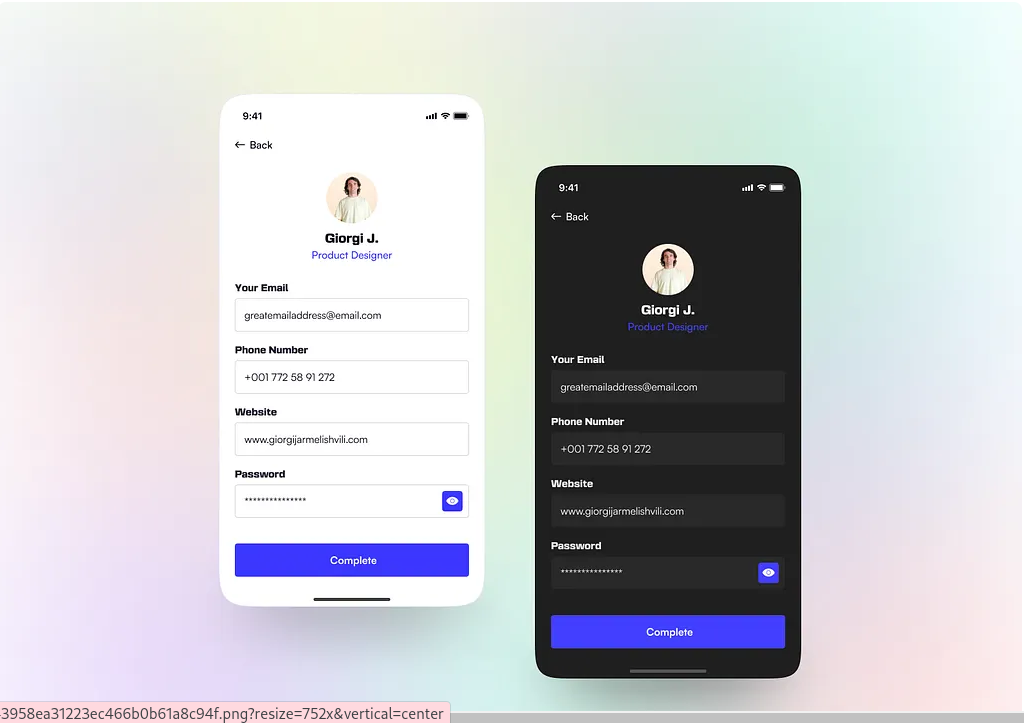 9:41
← Back
Giorgi J.
Product Designer
Your Email
greatemailaddress@email.com
Phone Number
+001 772 58 91 272
Website
www.giorgijarmelishvili.com
Password
***************
Complete
9:41
← Back
Giorgi J.
Product Designer
Your Email
greatemailaddress@email.com
Phone Number
+001 772 58 91 272
Website
www.giorgijarmelishvili.com
Password
***************
Complete
3958ea31223ec466b0b61a8c94f.png?resize=752x&vertical=center